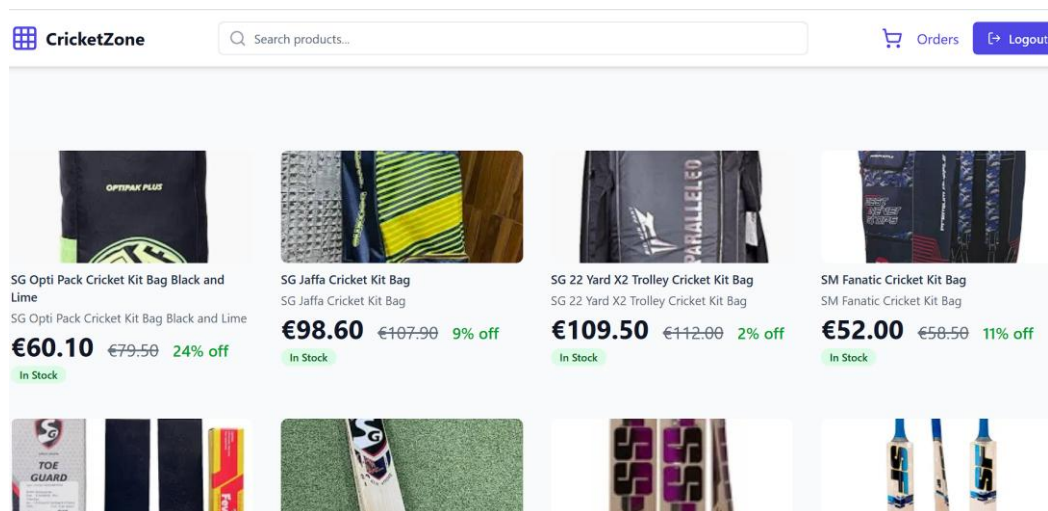 CricketZone
Search products...
Orders
Logout
OPTIPAK PLUS
PARALLELED
SG Opti Pack Cricket Kit Bag Black and
Lime
SG Opti Pack Cricket Kit Bag Black and Lime
€60.10 €79.50 24% off
In Stock
SG Jaffa Cricket Kit Bag
SG Jaffa Cricket Kit Bag
€98.60 €107.90 9% off
In Stock
SG 22 Yard X2 Trolley Cricket Kit Bag
SG 22 Yard X2 Trolley Cricket Kit Bag
€109.50 €112.00 2% off
In Stock
SM Fanatic Cricket Kit Bag
SM Fanatic Cricket Kit Bag
€52.00 €58.50 11% off
In Stock
SG
TOE
GUARD
SG
SS
SS